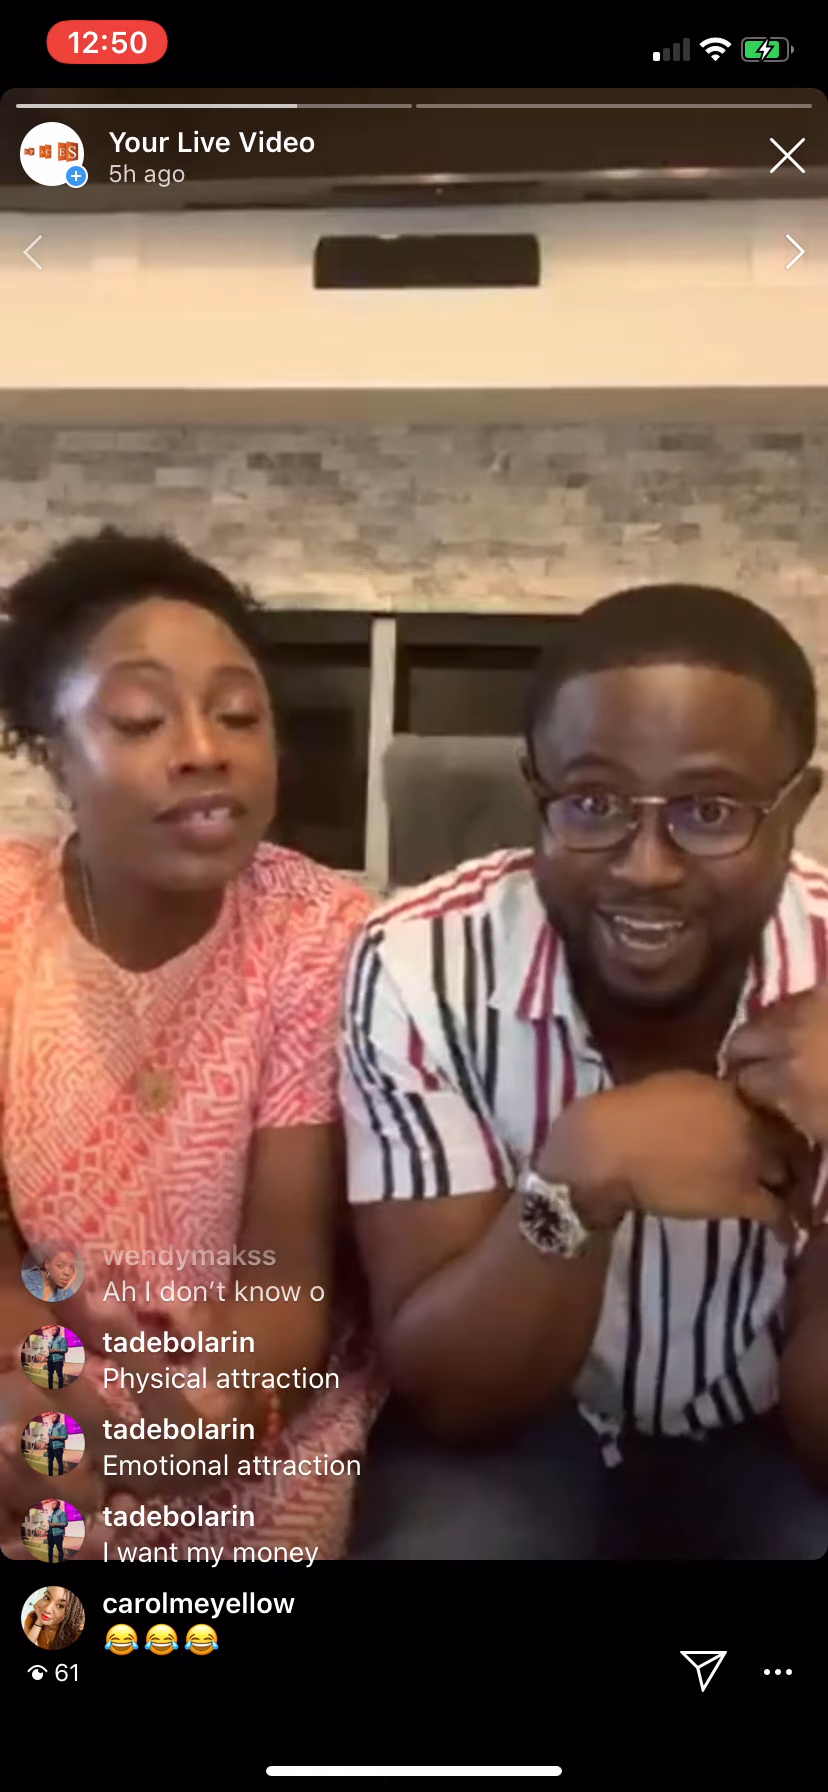 12:50
Your Live Video
5h ago
wendymakss
Ah I don't know o
tadebolarin
Physical attraction
tadebolarin
Emotional attraction
tadebolarin
I want my money
carolmeyellow
😂😂😂
61